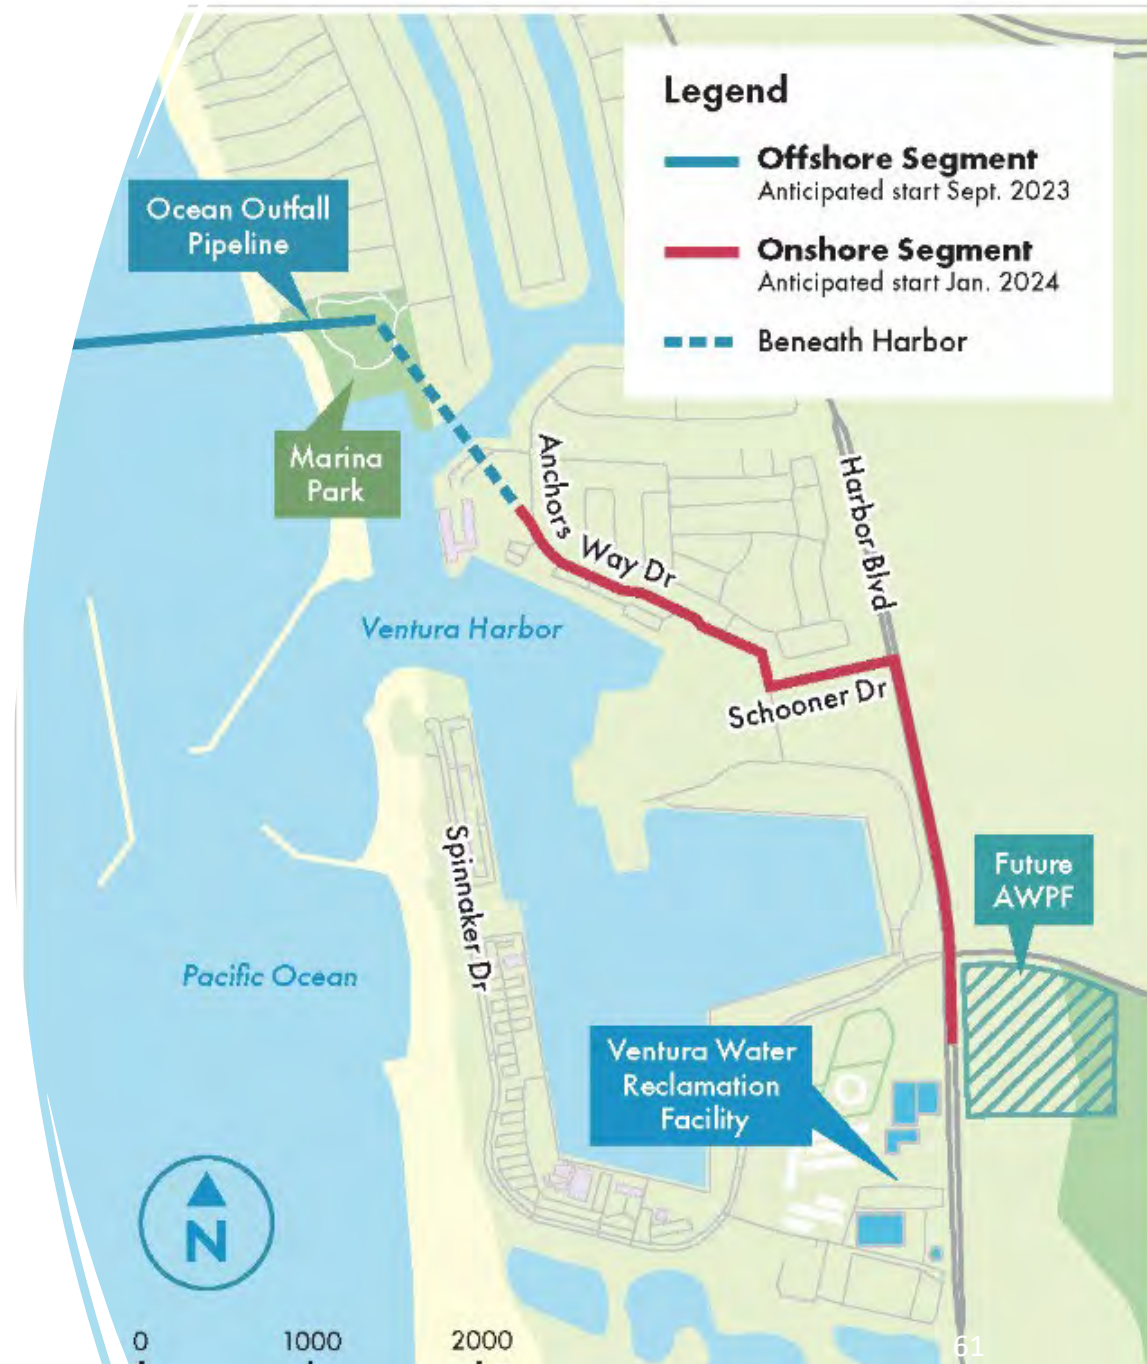 Legend
Offshore Segment
Anticipated start Sept. 2023
Onshore Segment
Anticipated start Jan. 2024
Beneath Harbor
Ocean Outfall
Pipeline
Marina
Park
Anchors
Way Dr
Harbor Blvd
Ventura Harbor
Schooner Dr
Spinnaker Dr
Future
AWPF
Pacific Ocean
Ventura Water
Reclamation
Facility
N
0 1000 2000
61